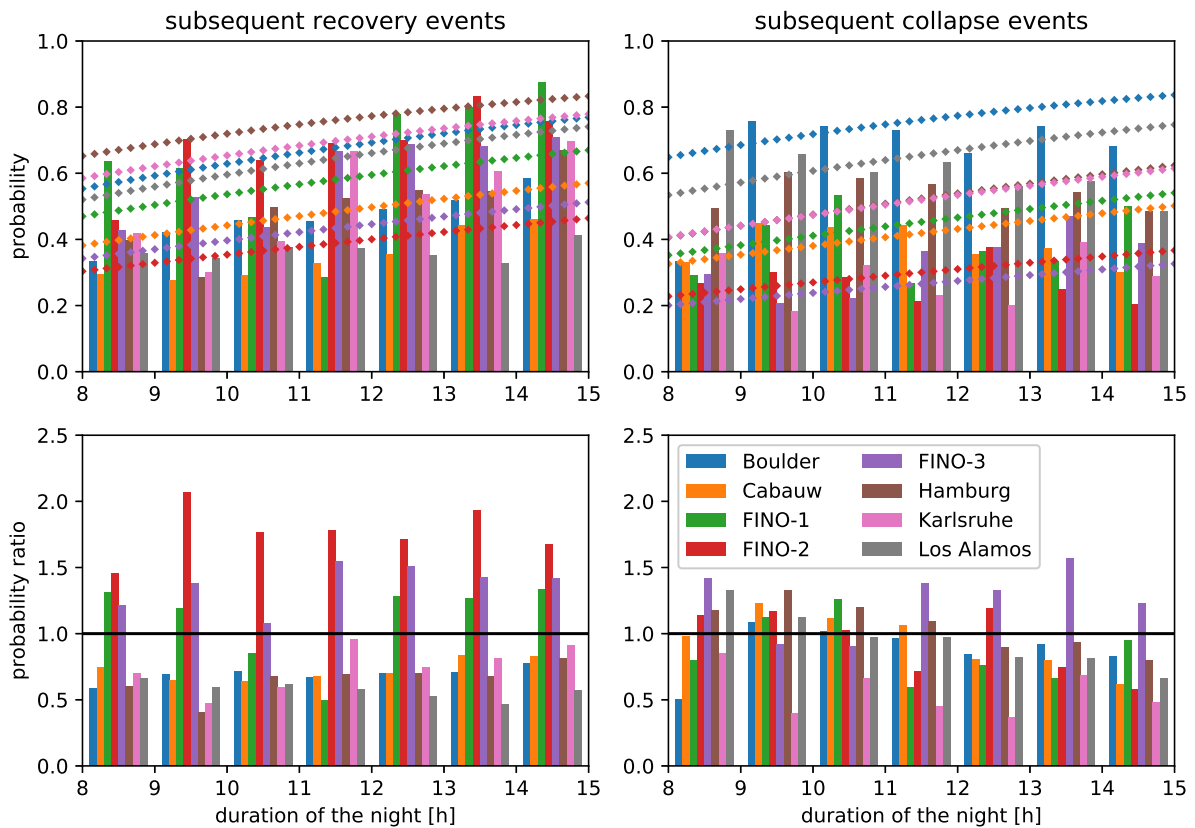 subsequent recovery events
1.0
0.8
0.6
0.4
0.2
0.0
probability
8 9 10 11 12 13 14 15
subsequent collapse events
1.0
0.8
0.6
0.4
0.2
0.0
8 9 10 11 12 13 14 15
2.5
2.0
1.5
1.0
0.5
0.0
probability ratio
8 9 10 11 12 13 14 15
duration of the night [h]
2.5
2.0
1.5
1.0
0.5
0.0
Boulder
Cabauw
FINO-1
FINO-2
FINO-3
Hamburg
Karlsruhe
Los Alamos
8 9 10 11 12 13 14 15
duration of the night [h]